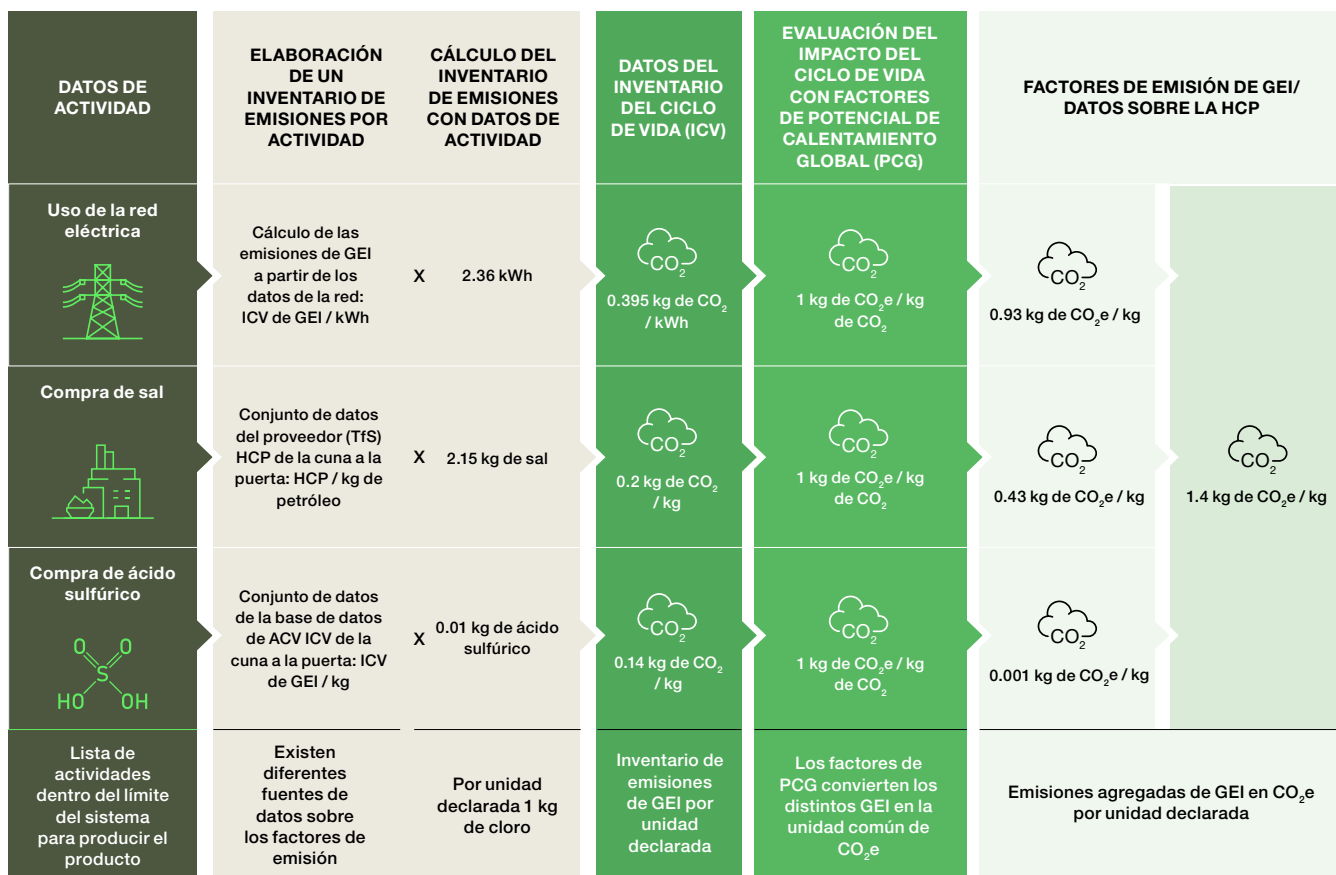 DATOS DE
ACTIVIDAD
ELABORACIÓN
DE UN
INVENTARIO DE
EMISIONES POR
ACTIVIDAD
CÁLCULO DEL
INVENTARIO
DE EMISIONES
CON DATOS DE
ACTIVIDAD
DATOS DEL
INVENTARIO
DEL CICLO
DE VIDA (ICV)
EVALUACIÓN DEL
IMPACTO DEL
CICLO DE VIDA
CON FACTORES
DE POTENCIAL DE
CALENTAMIENTO
GLOBAL (PCG)
FACTORES DE EMISIÓN DE GEI/
DATOS SOBRE LA HCP
Uso de la red
eléctrica
Cálculo de las
emisiones de GEI
a partir de los
datos de la red:
ICV de GEI / kWh
X
2.36 kWh
CO₂
0.395 kg de CO₂
/ kWh
CO₂
1 kg de CO₂e / kg
de CO₂
CO₂
0.93 kg de CO₂e / kg
Compra de sal
Conjunto de datos
del proveedor (TfS)
HCP de la cuna a la
puerta: HCP / kg de
petróleo
X
2.15 kg de sal
CO₂
0.2 kg de CO₂
/ kg
CO₂
1 kg de CO₂e / kg
de CO₂
CO₂
0.43 kg de CO₂e / kg
CO₂
1.4 kg de CO₂e / kg
Compra de ácido
sulfúrico
O O
S
HO OH
Conjunto de datos
de la base de datos
de ACV ICV de la
cuna a la puerta: ICV
de GEI / kg
X
0.01 kg de ácido
sulfúrico
CO₂
0.14 kg de CO₂
/ kg
CO₂
1 kg de CO₂e / kg
de CO₂
CO₂
0.001 kg de CO₂e / kg
Lista de
actividades
dentro del límite
del sistema
para producir el
producto
Existen
diferentes
fuentes de
datos sobre
los factores de
emisión
Por unidad
declarada 1 kg
de cloro
Inventario de
emisiones
de GEI por
unidad
declarada
Los factores de
PCG convierten los
distintos GEI en la
unidad común de
CO₂e
Emisiones agregadas de GEI en CO₂e
por unidad declarada